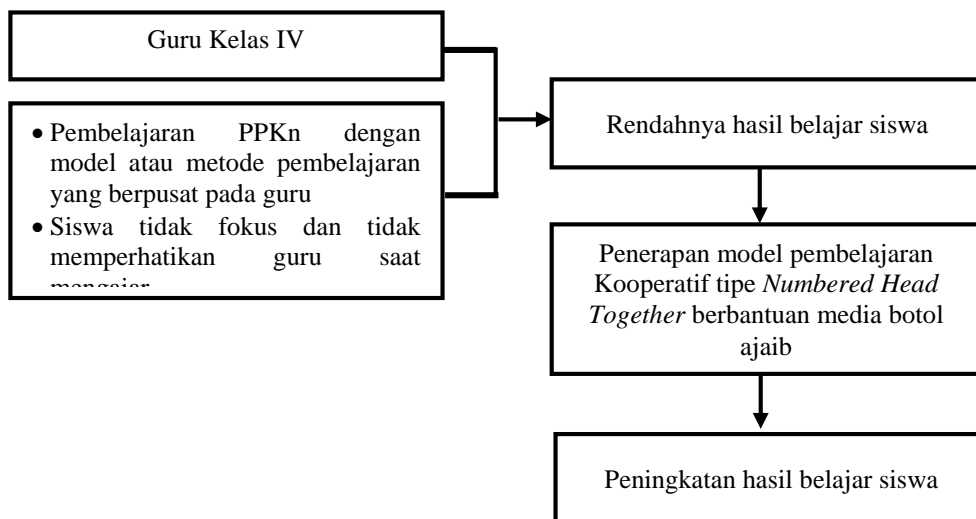 Guru Kelas IV
• Pembelajaran PPKn dengan
model atau metode pembelajaran
yang berpusat pada guru
• Siswa tidak fokus dan tidak
memperhatikan guru saat
mengajar
Rendahnya hasil belajar siswa
Penerapan model pembelajaran
Kooperatif tipe Numbered Head
Together berbantuan media botol
ajaib
Peningkatan hasil belajar siswa